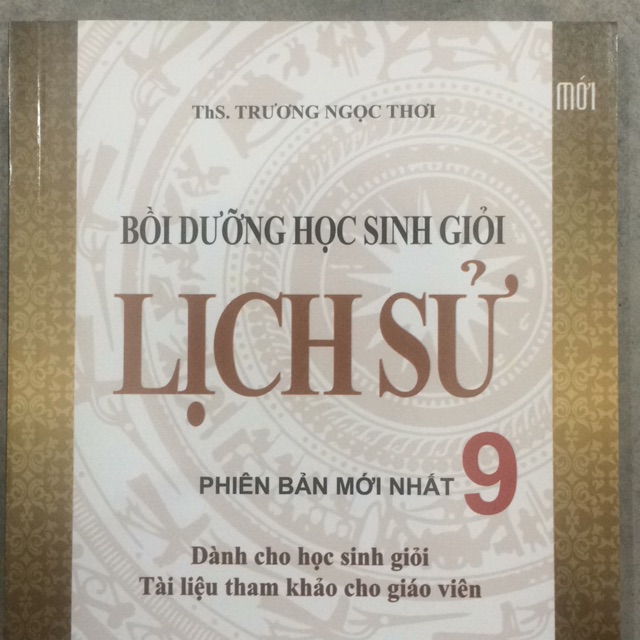 ThS. TRƯƠNG NGỌC THƠI
MỚI
BỒI DƯỠNG HỌC SINH GIỎI
LỊCH SỬ
9
PHIÊN BẢN MỚI NHẤT
Dành cho học sinh giỏi
Tài liệu tham khảo cho giáo viên